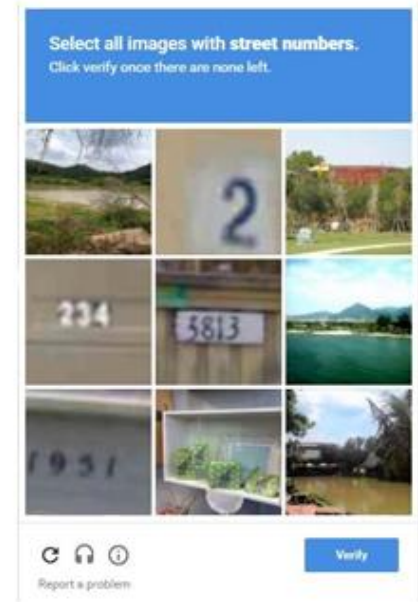 Select all images with street numbers.
Click verify once there are none left.
2
234
5813
1951
Verify
Report a problem